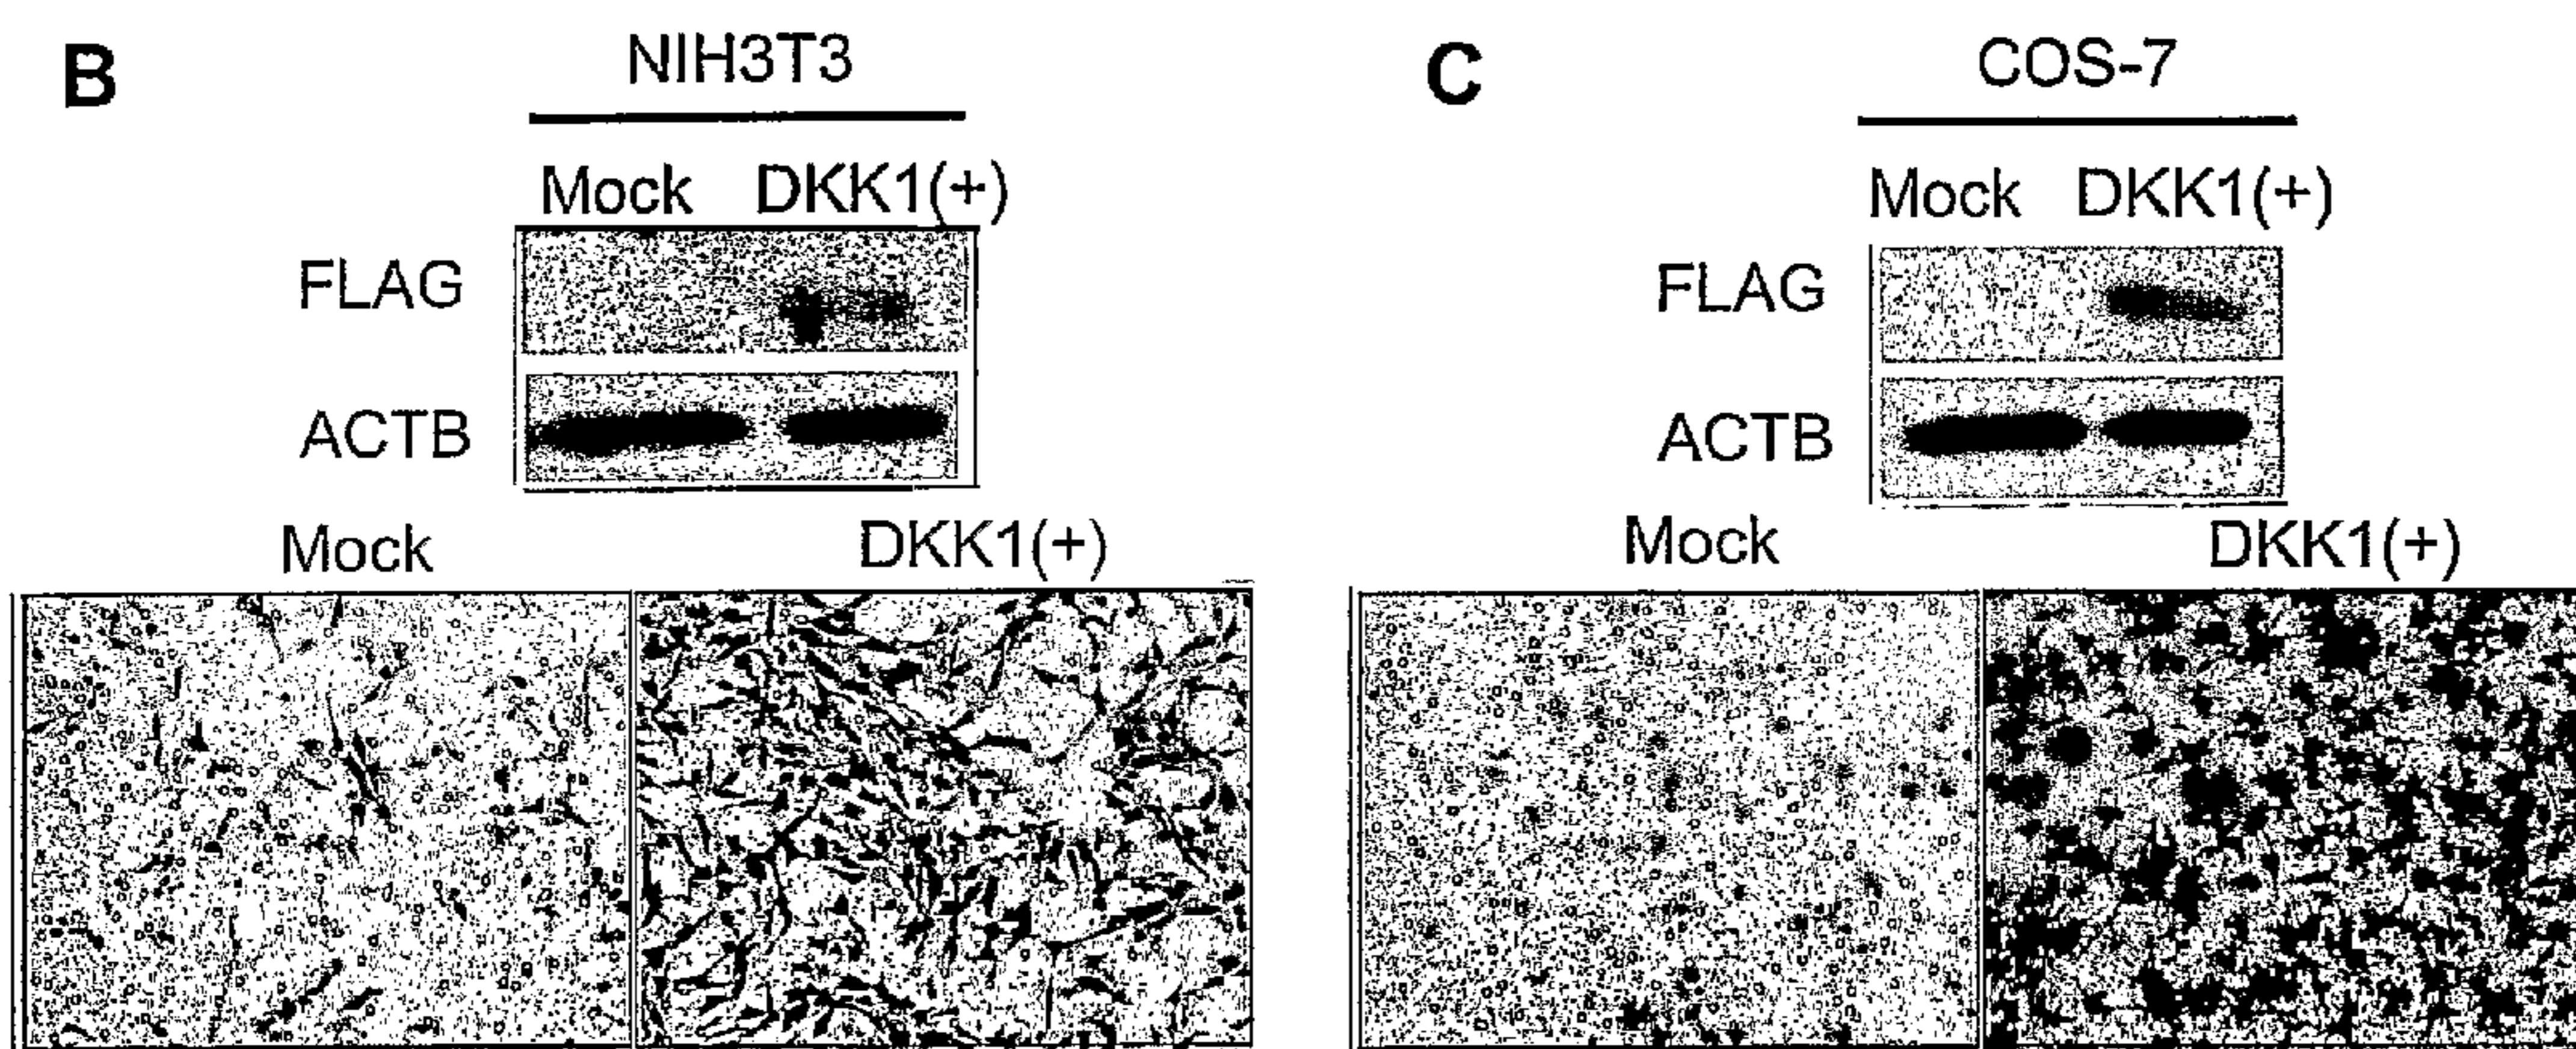 B
NIH3T3
Mock DKK1(+)
FLAG
ACTB
Mock DKK1(+)
C
COS-7
Mock DKK1(+)
FLAG
ACTB
Mock DKK1(+)